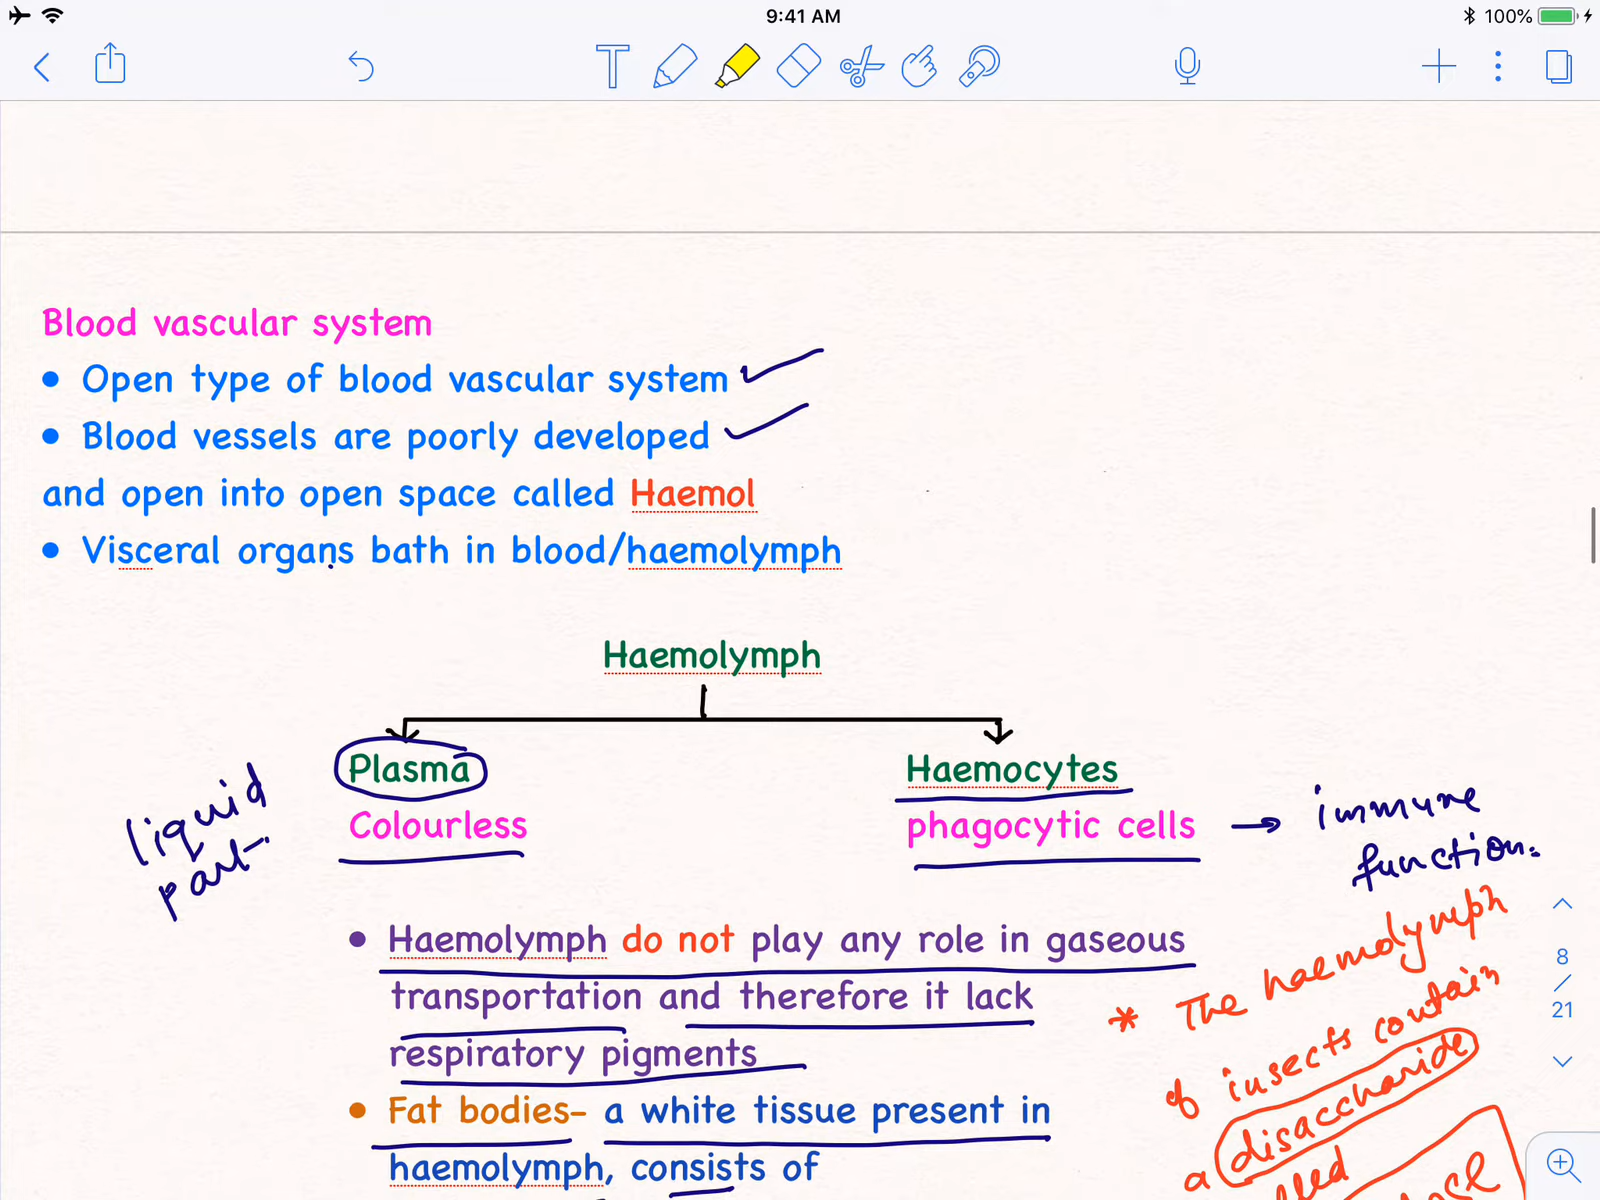 9:41 AM
100%
Blood vascular system
• Open type of blood vascular system
• Blood vessels are poorly developed
and open into open space called Haemol
• Visceral organs bath in blood/haemolymph
Haemolymph
Plasma
Haemocytes
liquid
part
Colourless
phagocytic cells → immune
function.
• Haemolymph do not play any role in gaseous
transportation and therefore it lack
respiratory pigments
• Fat bodies- a white tissue present in
haemolymph, consists of
* The haemolymph
of insects contain
a disaccharide
8
/
21